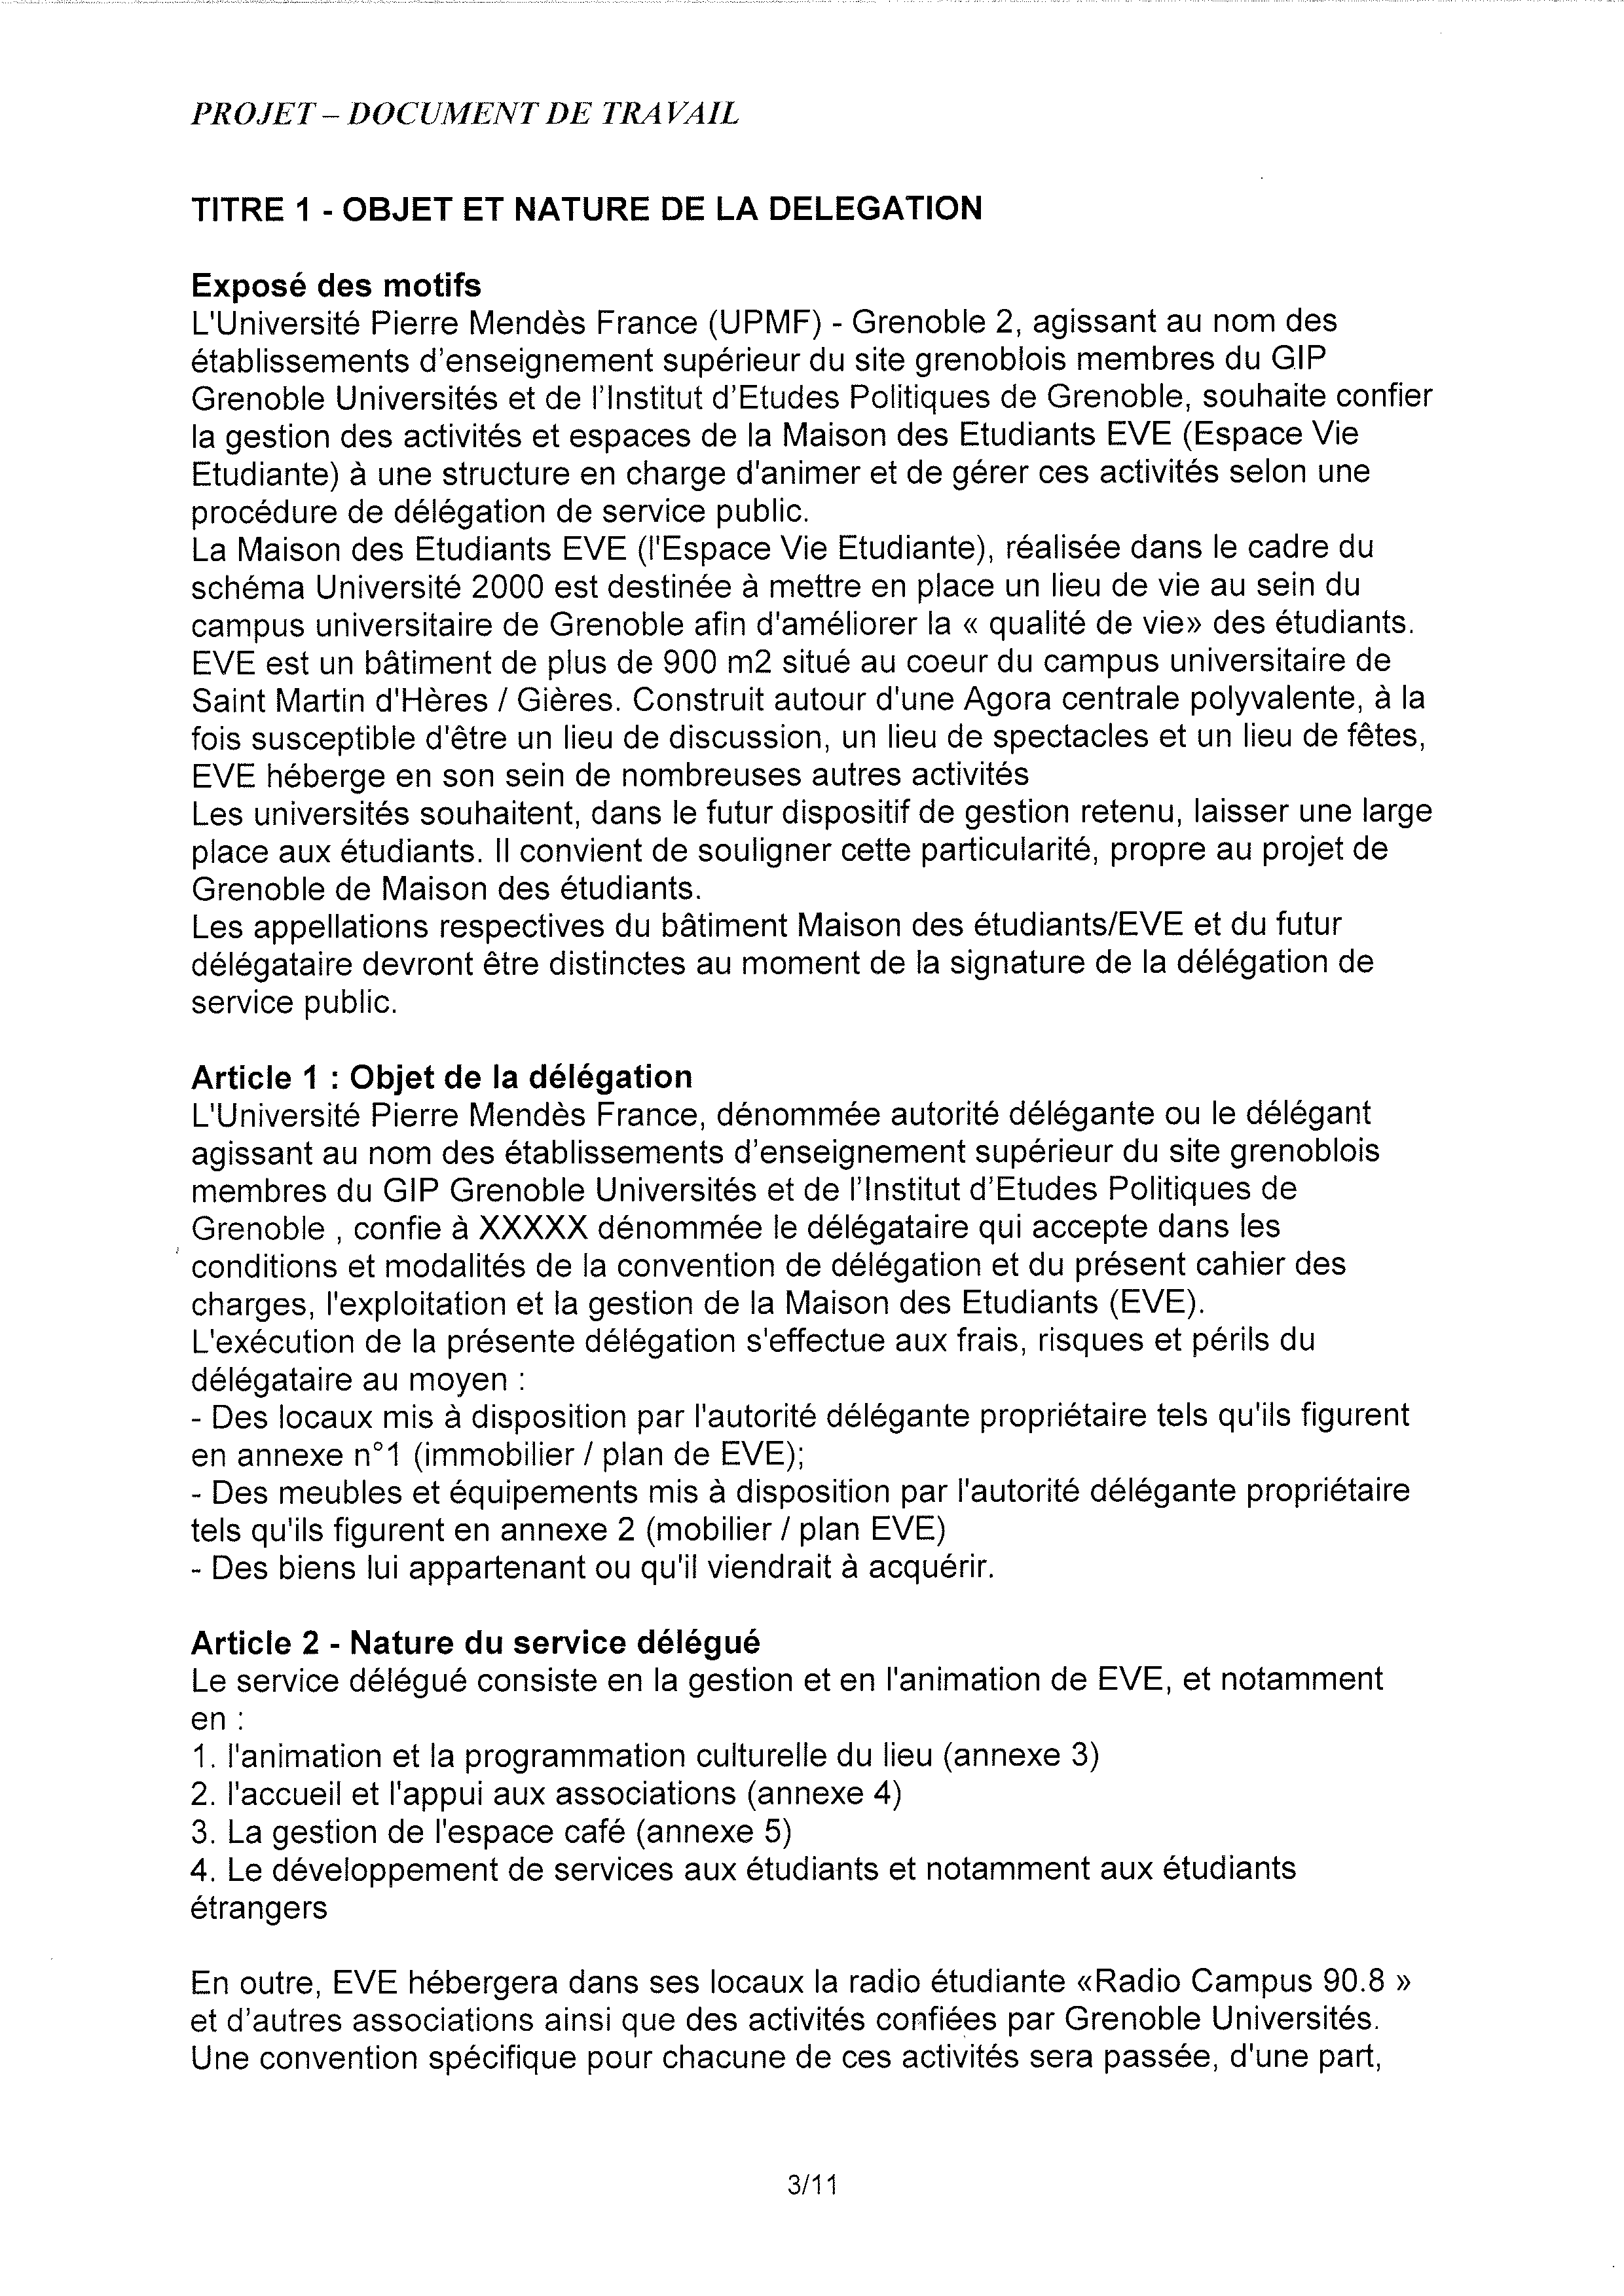 PROJET – DOCUMENT DE TRAVAIL
TITRE 1 - OBJET ET NATURE DE LA DELEGATION
Exposé des motifs
L'Université Pierre Mendès France (UPMF) - Grenoble 2, agissant au nom des
établissements d'enseignement supérieur du site grenoblois membres du GIP
Grenoble Universités et de l'Institut d'Etudes Politiques de Grenoble, souhaite confier
la gestion des activités et espaces de la Maison des Etudiants EVE (Espace Vie
Etudiante) à une structure en charge d'animer et de gérer ces activités selon une
procédure de délégation de service public.
La Maison des Etudiants EVE (l'Espace Vie Etudiante), réalisée dans le cadre du
schéma Université 2000 est destinée à mettre en place un lieu de vie au sein du
campus universitaire de Grenoble afin d'améliorer la « qualité de vie» des étudiants.
EVE est un bâtiment de plus de 900 m2 situé au coeur du campus universitaire de
Saint Martin d'Hères / Gières. Construit autour d'une Agora centrale polyvalente, à la
fois susceptible d'être un lieu de discussion, un lieu de spectacles et un lieu de fêtes,
EVE héberge en son sein de nombreuses autres activités
Les universités souhaitent, dans le futur dispositif de gestion retenu, laisser une large
place aux étudiants. Il convient de souligner cette particularité, propre au projet de
Grenoble de Maison des étudiants.
Les appellations respectives du bâtiment Maison des étudiants/EVE et du futur
délégataire devront être distinctes au moment de la signature de la délégation de
service public.
Article 1 : Objet de la délégation
L'Université Pierre Mendès France, dénommée autorité délégante ou le délégant
agissant au nom des établissements d'enseignement supérieur du site grenoblois
membres du GIP Grenoble Universités et de l'Institut d'Etudes Politiques de
Grenoble , confie à XXXXX dénommée le délégataire qui accepte dans les
conditions et modalités de la convention de délégation et du présent cahier des
charges, l'exploitation et la gestion de la Maison des Etudiants (EVE).
L'exécution de la présente délégation s'effectue aux frais, risques et périls du
délégataire au moyen :
- Des locaux mis à disposition par l'autorité délégante propriétaire tels qu'ils figurent
en annexe n°1 (immobilier / plan de EVE);
- Des meubles et équipements mis à disposition par l'autorité délégante propriétaire
tels qu'ils figurent en annexe 2 (mobilier / plan EVE)
- Des biens lui appartenant ou qu'il viendrait à acquérir.
Article 2 - Nature du service délégué
Le service délégué consiste en la gestion et en l'animation de EVE, et notamment
en :
1. l'animation et la programmation culturelle du lieu (annexe 3)
2. l'accueil et l'appui aux associations (annexe 4)
3. La gestion de l'espace café (annexe 5)
4. Le développement de services aux étudiants et notamment aux étudiants
étrangers
En outre, EVE hébergera dans ses locaux la radio étudiante «Radio Campus 90.8 »
et d'autres associations ainsi que des activités confiées par Grenoble Universités.
Une convention spécifique pour chacune de ces activités sera passée, d'une part,
3/11